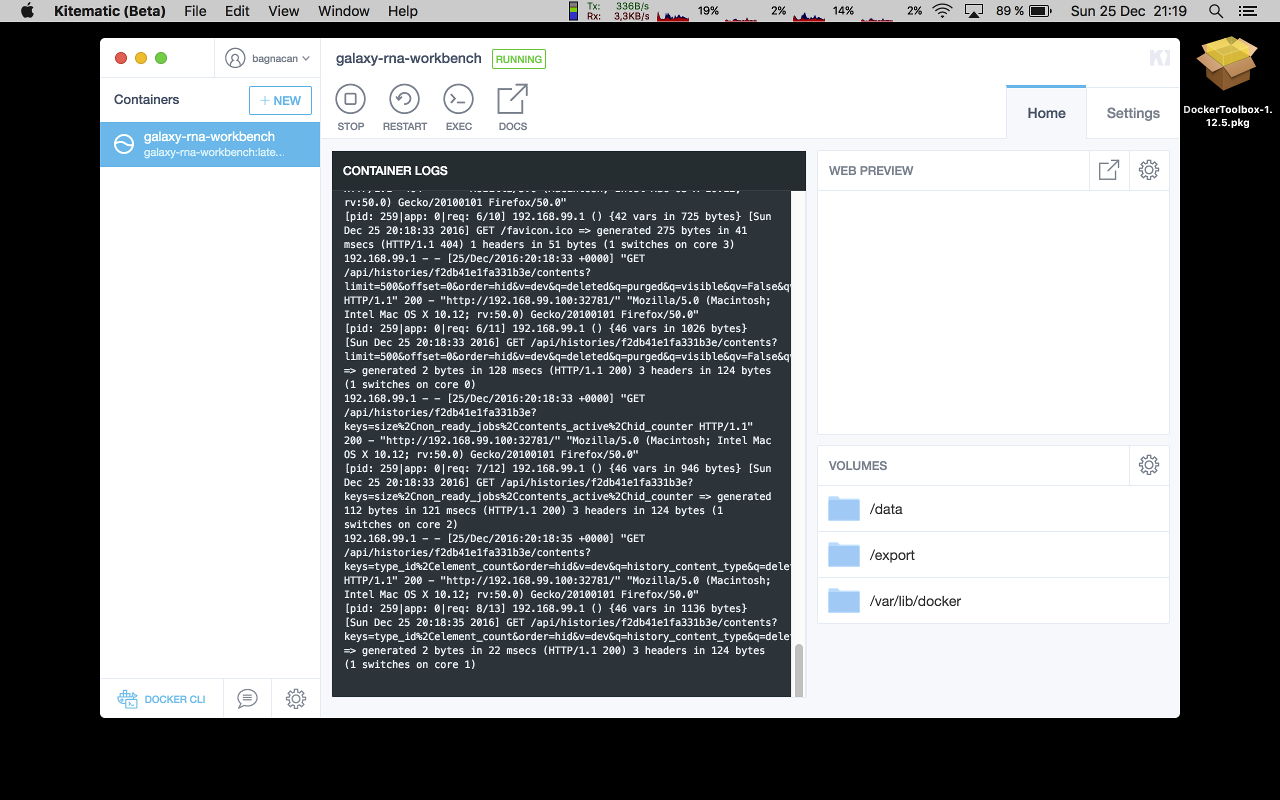 Kitematic (Beta) File Edit View Window Help Tx: 336B/s Rx: 3,3KB/s 19% 2% 14% 2% 89 % Sun 25 Dec 21:19
bagnacan
Containers
+ NEW
galaxy-rna-workbench
galaxy-rna-workbench:late...
DOCKER CLI
galaxy-rna-workbench RUNNING
STOP RESTART EXEC DOCS
Home Settings
CONTAINER LOGS
rv:50.0) Gecko/20100101 Firefox/50.0"
[pid: 259|app: 0|req: 6/10] 192.168.99.1 () {42 vars in 725 bytes} [Sun
Dec 25 20:18:33 2016] GET /favicon.ico => generated 275 bytes in 41
msecs (HTTP/1.1 404) 1 headers in 51 bytes (1 switches on core 3)
192.168.99.1 - - [25/Dec/2016:20:18:33 +0000] "GET
/api/histories/f2db41e1fa331b3e/contents?
limit=500&offset=0&order=hid&v=dev&q=deleted&q=purged&q=visible&qv=False&q
HTTP/1.1" 200 - "http://192.168.99.100:32781/" "Mozilla/5.0 (Macintosh;
Intel Mac OS X 10.12; rv:50.0) Gecko/20100101 Firefox/50.0"
[pid: 259|app: 0|req: 6/11] 192.168.99.1 () {46 vars in 1026 bytes}
[Sun Dec 25 20:18:33 2016] GET /api/histories/f2db41e1fa331b3e/contents?
limit=500&offset=0&order=hid&v=dev&q=deleted&q=purged&q=visible&qv=False&q
=> generated 2 bytes in 128 msecs (HTTP/1.1 200) 3 headers in 124 bytes
(1 switches on core 0)
192.168.99.1 - - [25/Dec/2016:20:18:33 +0000] "GET
/api/histories/f2db41e1fa331b3e?
keys=size%2Cnon_ready_jobs%2Ccontents_active%2Chid_counter HTTP/1.1"
200 - "http://192.168.99.100:32781/" "Mozilla/5.0 (Macintosh; Intel Mac
OS X 10.12; rv:50.0) Gecko/20100101 Firefox/50.0"
[pid: 259|app: 0|req: 7/12] 192.168.99.1 () {46 vars in 946 bytes} [Sun
Dec 25 20:18:33 2016] GET /api/histories/f2db41e1fa331b3e?
keys=size%2Cnon_ready_jobs%2Ccontents_active%2Chid_counter => generated
112 bytes in 121 msecs (HTTP/1.1 200) 3 headers in 124 bytes (1
switches on core 2)
192.168.99.1 - - [25/Dec/2016:20:18:35 +0000] "GET
/api/histories/f2db41e1fa331b3e/contents?
keys=type_id%2Celement_count&order=hid&v=dev&q=history_content_type&q=dele
HTTP/1.1" 200 - "http://192.168.99.100:32781/" "Mozilla/5.0 (Macintosh;
Intel Mac OS X 10.12; rv:50.0) Gecko/20100101 Firefox/50.0"
[pid: 259|app: 0|req: 8/13] 192.168.99.1 () {46 vars in 1136 bytes}
[Sun Dec 25 20:18:35 2016] GET /api/histories/f2db41e1fa331b3e/contents?
keys=type_id%2Celement_count&order=hid&v=dev&q=history_content_type&q=dele
=> generated 2 bytes in 22 msecs (HTTP/1.1 200) 3 headers in 124 bytes
(1 switches on core 1)
WEB PREVIEW
VOLUMES
/data
/export
/var/lib/docker
DockerToolbox-1.
12.5.pkg